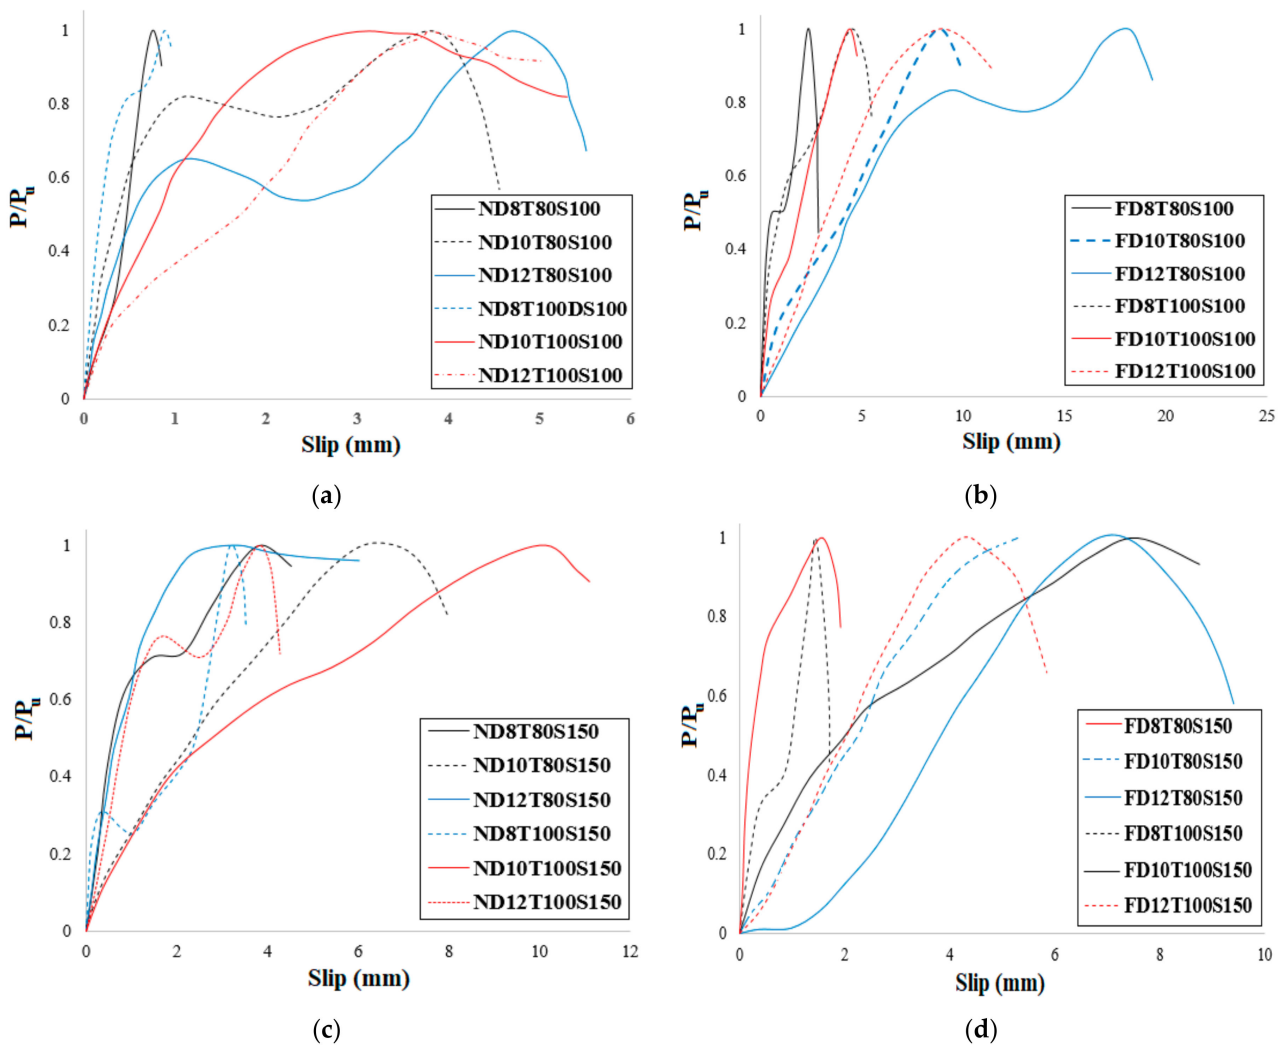 1
0.8
0.6
0.4
0.2
0
P/Pu
0 1 2 3 4 5 6
Slip (mm)
ND8T80S100
ND10T80S100
ND12T80S100
ND8T100DS100
ND10T100S100
ND12T100S100
(a)
1
0.8
0.6
0.4
0.2
0
P/Pu
0 5 10 15 20 25
Slip (mm)
FD8T80S100
FD10T80S100
FD12T80S100
FD8T100S100
FD10T100S100
FD12T100S100
(b)
1
0.8
0.6
0.4
0.2
0
P/Pu
0 2 4 6 8 10 12
Slip (mm)
ND8T80S150
ND10T80S150
ND12T80S150
ND8T100S150
ND10T100S150
ND12T100S150
(c)
1
0.8
0.6
0.4
0.2
0
P/Pu
0 2 4 6 8 10
Slip (mm)
FD8T80S150
FD10T80S150
FD12T80S150
FD8T100S150
FD10T100S150
FD12T100S150
(d)